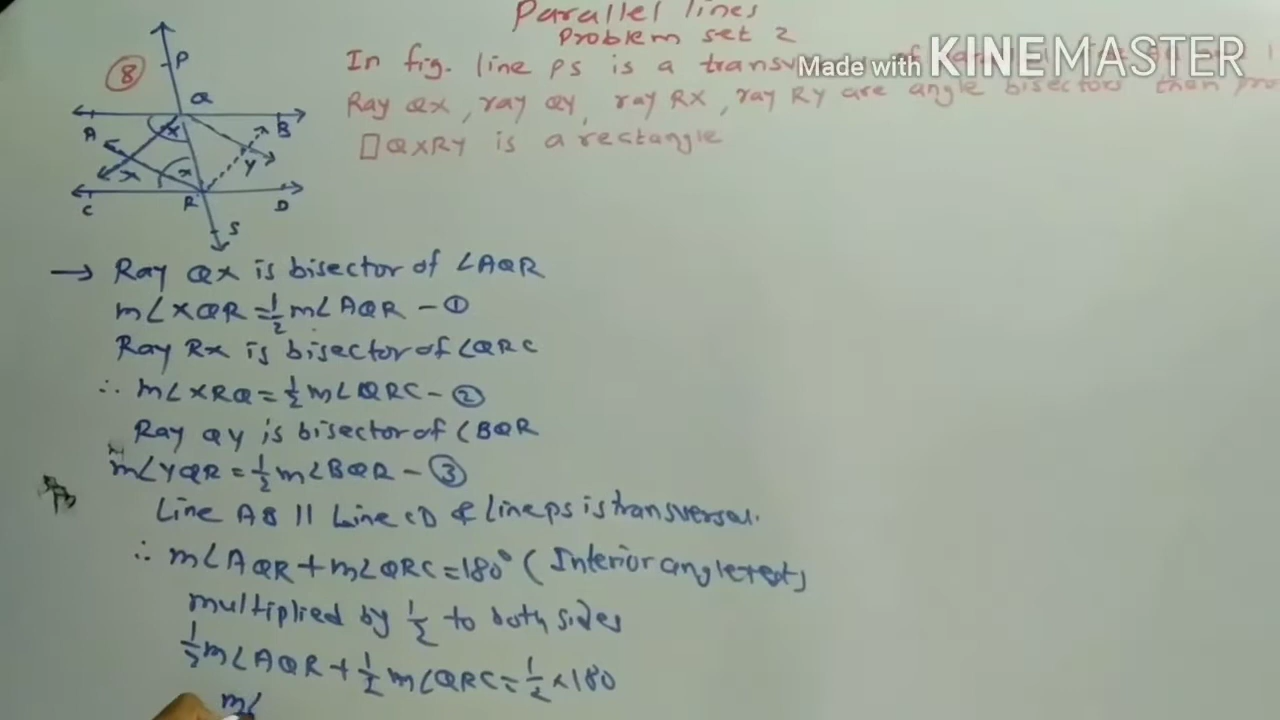 Parallel lines
Problem set 2
Made with KINEMASTER
8
In fig. line PS is a
Ray QX, ray QY, ray RX, ray RY are angle bisectors then
□QXRY is a rectangle
P
Q
A
B
x
x
X
Y
C
R
D
S
→ Ray QX is bisector of ∠AQR
m∠XQR = 1/2 m∠AQR - ①
Ray RX is bisector of ∠QRC
∴ m∠XRQ = 1/2 m∠QRC - ②
Ray QY is bisector of ∠BQR
m∠YQR = 1/2 m∠BQR - ③
Line AB || Line CD & line PS is transversal.
∴ m∠AQR + m∠QRC = 180° (Interior angle test)
multiplied by 1/2 to both sides
1/2 m∠AQR + 1/2 m∠QRC = 1/2 × 180
m∠